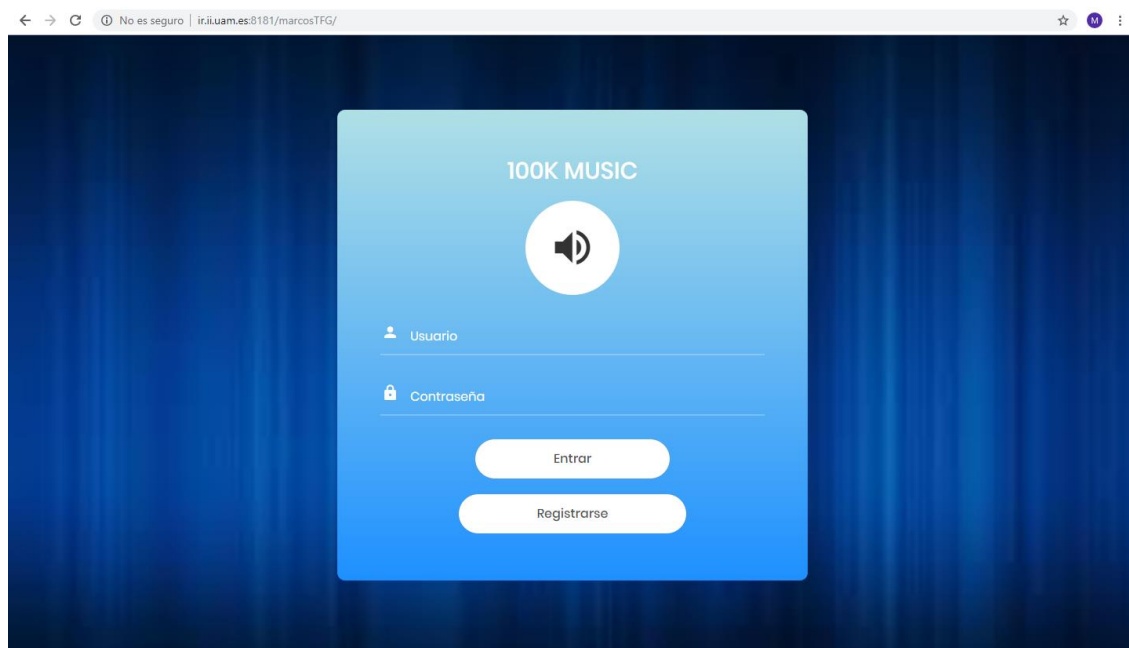 No es seguro | ir.ii.uam.es:8181/marcosTFG/
M
100K MUSIC
Usuario
Contraseña
Entrar
Registrarse